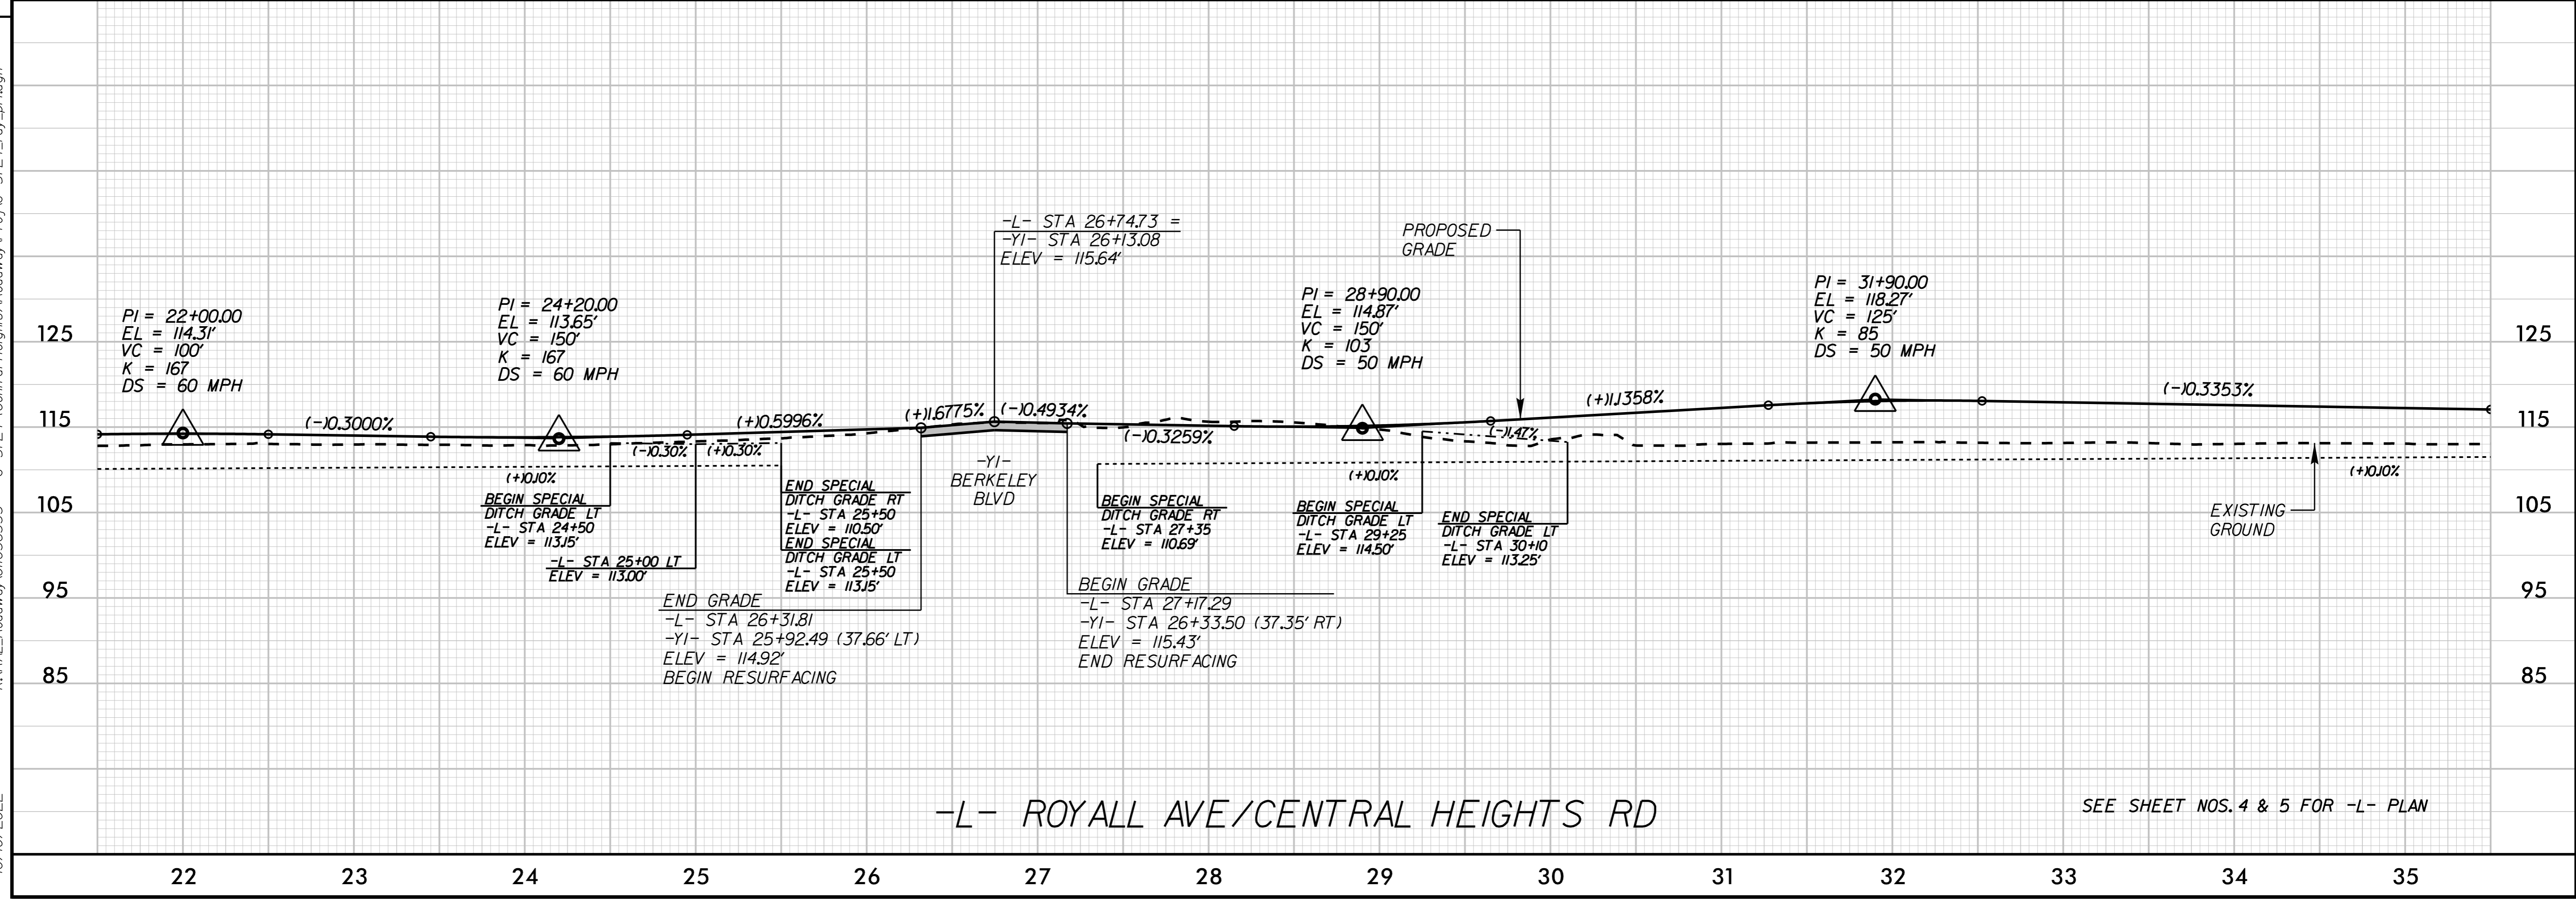 -L- STA 26+74.73 =
-Y1- STA 26+13.08
ELEV = 115.64'
PROPOSED
GRADE
PI = 22+00.00
EL = 114.31'
VC = 100'
K = 167
DS = 60 MPH
PI = 24+20.00
EL = 113.65'
VC = 150'
K = 167
DS = 60 MPH
PI = 28+90.00
EL = 114.87'
VC = 150'
K = 103
DS = 50 MPH
PI = 31+90.00
EL = 118.27'
VC = 125'
K = 85
DS = 50 MPH
125
125
115
115
105
105
95
95
85
85
(-)0.3000%
(+)0.5996%
(+)1.6775%
(-)0.4934%
(-)0.3259%
(+)1.1358%
(-)0.3353%
(-)0.30%
(+)0.30%
(-)1.47%
(+)0.10%
(+)0.10%
(+)0.10%
BEGIN SPECIAL
DITCH GRADE LT
-L- STA 24+50
ELEV = 113.15'
-L- STA 25+00 LT
ELEV = 113.00'
END SPECIAL
DITCH GRADE RT
-L- STA 25+50
ELEV = 110.50'
END SPECIAL
DITCH GRADE LT
-L- STA 25+50
ELEV = 113.15'
-Y1-
BERKELEY
BLVD
BEGIN SPECIAL
DITCH GRADE RT
-L- STA 27+35
ELEV = 110.69'
BEGIN SPECIAL
DITCH GRADE LT
-L- STA 29+25
ELEV = 114.50'
END SPECIAL
DITCH GRADE LT
-L- STA 30+10
ELEV = 113.25'
EXISTING
GROUND
END GRADE
-L- STA 26+31.81
-Y1- STA 25+92.49 (37.66' LT)
ELEV = 114.92'
BEGIN RESURFACING
BEGIN GRADE
-L- STA 27+17.29
-Y1- STA 26+33.50 (37.35' RT)
ELEV = 115.43'
END RESURFACING
-L- ROYALL AVE/CENTRAL HEIGHTS RD
SEE SHEET NOS. 4 & 5 FOR -L- PLAN
22 23 24 25 26 27 28 29 30 31 32 33 34 35